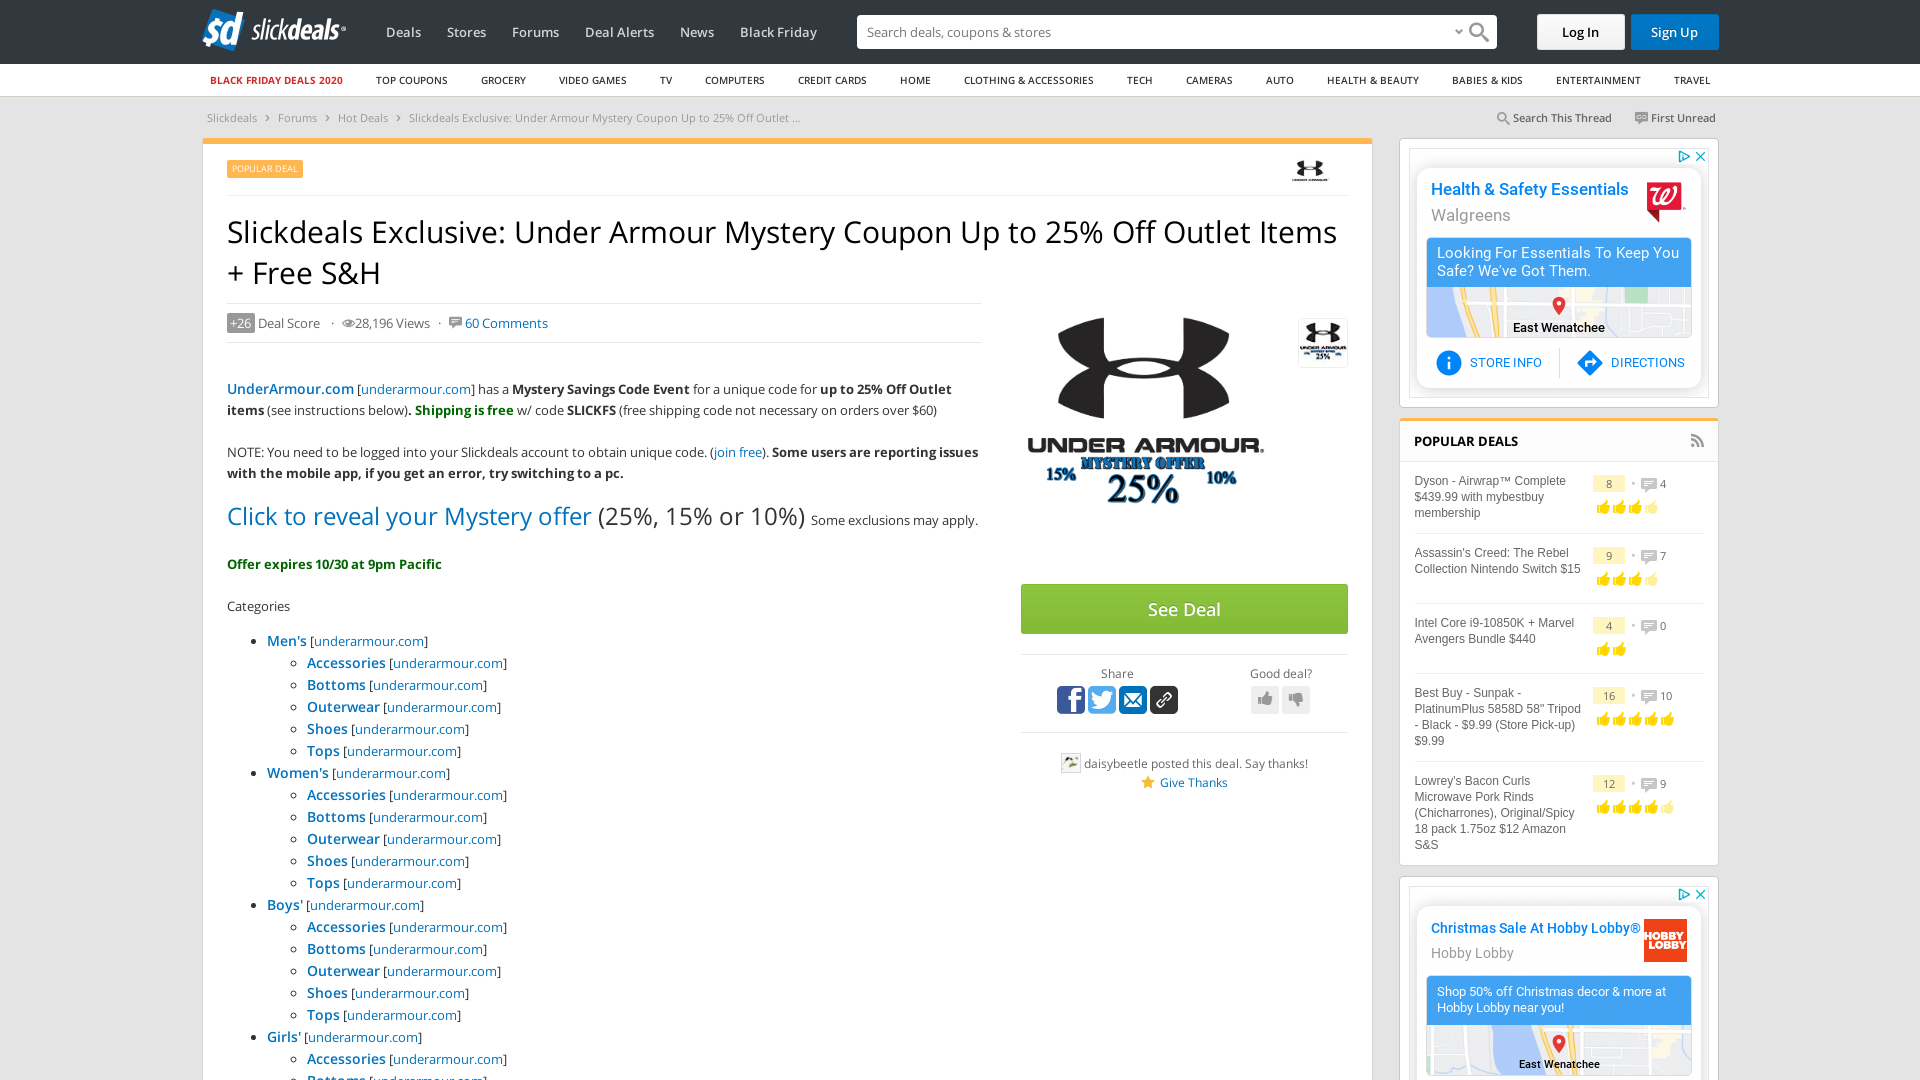 slickdeals
Deals Stores Forums Deal Alerts News Black Friday
Search deals, coupons & stores
Log In Sign Up
BLACK FRIDAY DEALS 2020 TOP COUPONS GROCERY VIDEO GAMES TV COMPUTERS CREDIT CARDS HOME CLOTHING & ACCESSORIES TECH CAMERAS AUTO HEALTH & BEAUTY BABIES & KIDS ENTERTAINMENT TRAVEL
Slickdeals › Forums › Hot Deals › Slickdeals Exclusive: Under Armour Mystery Coupon Up to 25% Off Outlet ...
Search This Thread First Unread
POPULAR DEAL
Slickdeals Exclusive: Under Armour Mystery Coupon Up to 25% Off Outlet Items
+ Free S&H
+26 Deal Score · 28,196 Views · 60 Comments
UnderArmour.com [underarmour.com] has a Mystery Savings Code Event for a unique code for up to 25% Off Outlet
items (see instructions below). Shipping is free w/ code SLICKFS (free shipping code not necessary on orders over $60)
NOTE: You need to be logged into your Slickdeals account to obtain unique code. (join free). Some users are reporting issues
with the mobile app, if you get an error, try switching to a pc.
Click to reveal your Mystery offer (25%, 15% or 10%) Some exclusions may apply.
Offer expires 10/30 at 9pm Pacific
Categories
Men's [underarmour.com]
Accessories [underarmour.com]
Bottoms [underarmour.com]
Outerwear [underarmour.com]
Shoes [underarmour.com]
Tops [underarmour.com]
Women's [underarmour.com]
Accessories [underarmour.com]
Bottoms [underarmour.com]
Outerwear [underarmour.com]
Shoes [underarmour.com]
Tops [underarmour.com]
Boys' [underarmour.com]
Accessories [underarmour.com]
Bottoms [underarmour.com]
Outerwear [underarmour.com]
Shoes [underarmour.com]
Tops [underarmour.com]
Girls' [underarmour.com]
Accessories [underarmour.com]
Bottoms [underarmour.com]
UNDER ARMOUR.
MYSTERY OFFER
15% 25% 10%
See Deal
Share Good deal?
daisybeetle posted this deal. Say thanks!
Give Thanks
Health & Safety Essentials
Walgreens
Looking For Essentials To Keep You
Safe? We've Got Them.
East Wenatchee
STORE INFO DIRECTIONS
POPULAR DEALS
Dyson - Airwrap™ Complete
$439.99 with mybestbuy
membership
8 4
Assassin's Creed: The Rebel
Collection Nintendo Switch $15
9 7
Intel Core i9-10850K + Marvel
Avengers Bundle $440
4 0
Best Buy - Sunpak -
PlatinumPlus 5858D 58" Tripod
- Black - $9.99 (Store Pick-up)
$9.99
16 10
Lowrey's Bacon Curls
Microwave Pork Rinds
(Chicharrones), Original/Spicy
18 pack 1.75oz $12 Amazon
S&S
12 9
Christmas Sale At Hobby Lobby®
Hobby Lobby
HOBBY
LOBBY
Shop 50% off Christmas decor & more at
Hobby Lobby near you!
East Wenatchee